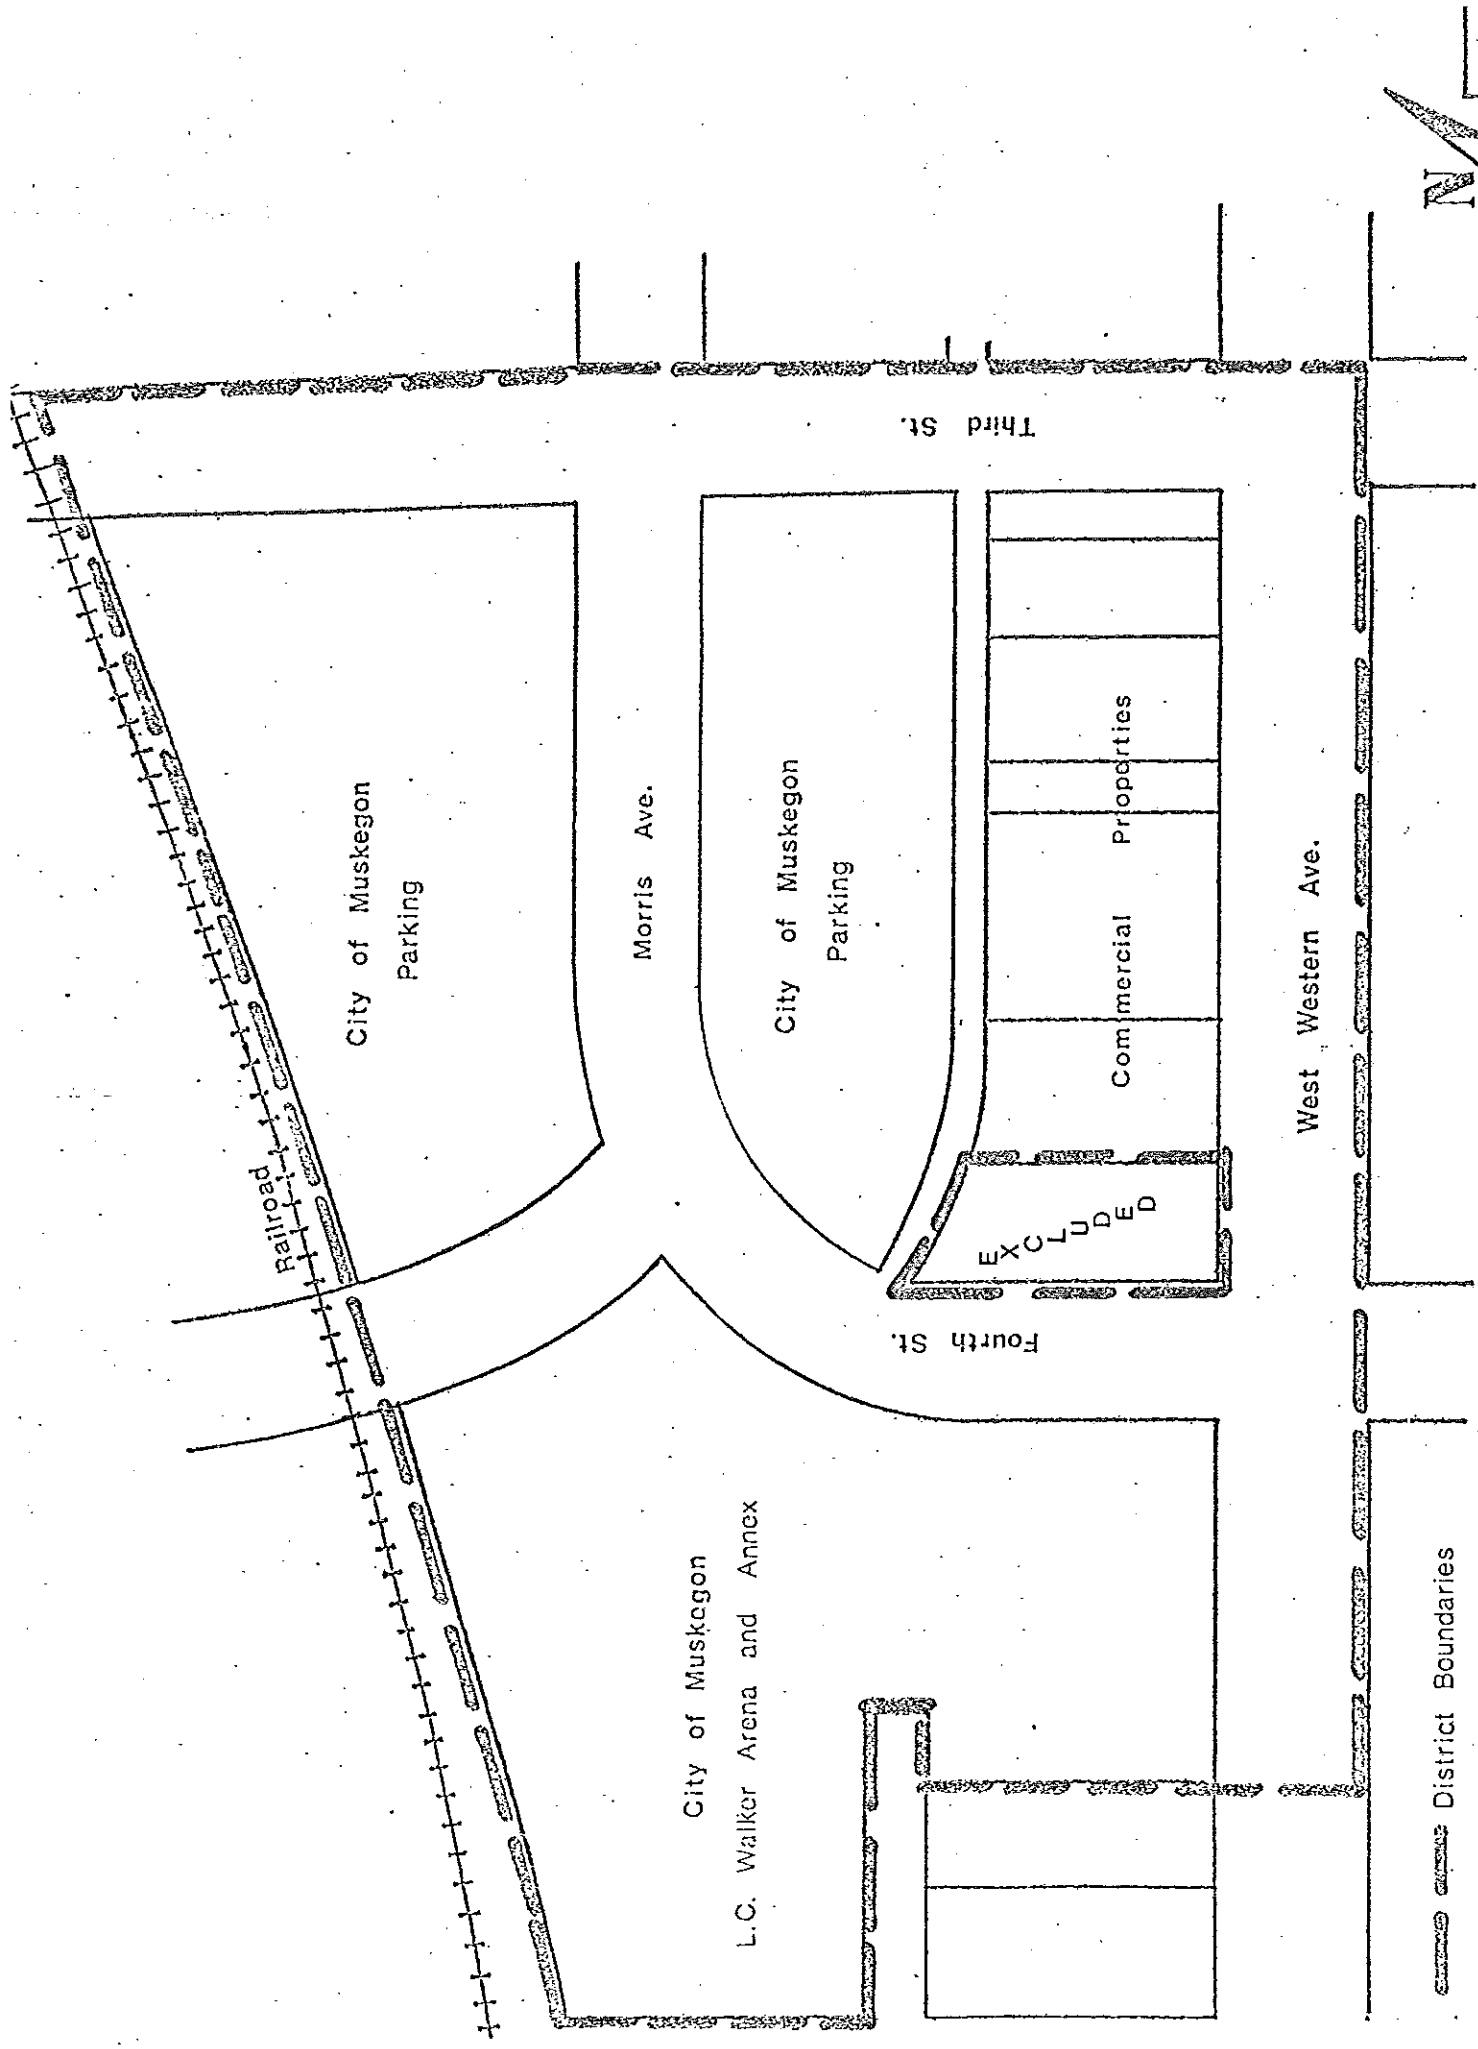 Railroad
City of Muskegon
Parking
Morris Ave.
City of Muskegon
Parking
Third St.
Commercial Properties
EXCLUDED
Fourth St.
West Western Ave.
City of Muskegon
L.C. Walker Arena and Annex
District Boundaries
N